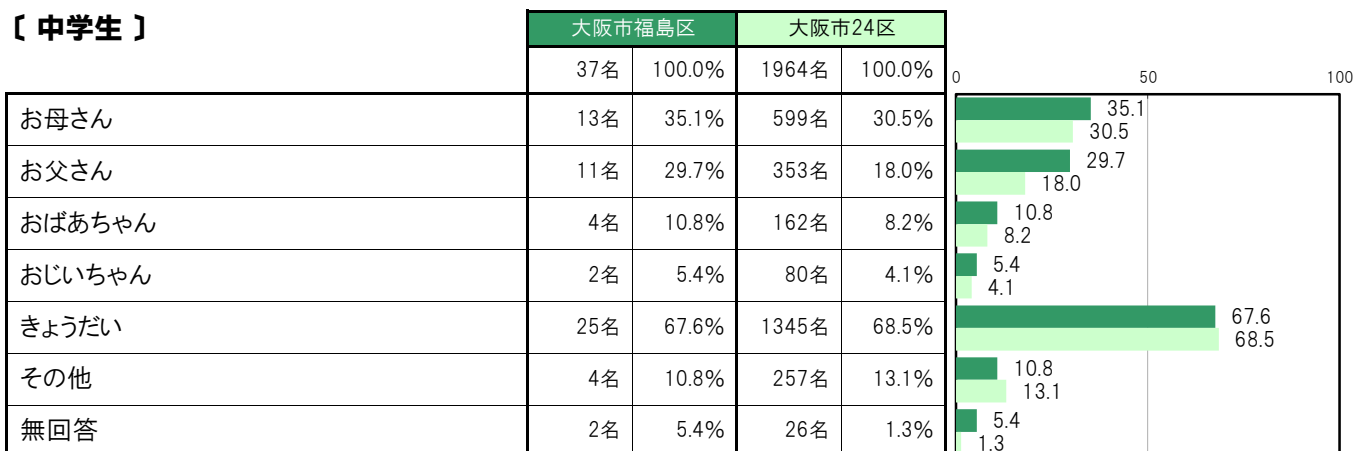 〔 中学生 〕
大阪市福島区 大阪市24区
37名 100.0% 1964名 100.0%
0 50 100
お母さん 13名 35.1% 599名 30.5%
35.1
30.5
お父さん 11名 29.7% 353名 18.0%
29.7
18.0
おばあちゃん 4名 10.8% 162名 8.2%
10.8
8.2
おじいちゃん 2名 5.4% 80名 4.1%
5.4
4.1
きょうだい 25名 67.6% 1345名 68.5%
67.6
68.5
その他 4名 10.8% 257名 13.1%
10.8
13.1
無回答 2名 5.4% 26名 1.3%
5.4
1.3